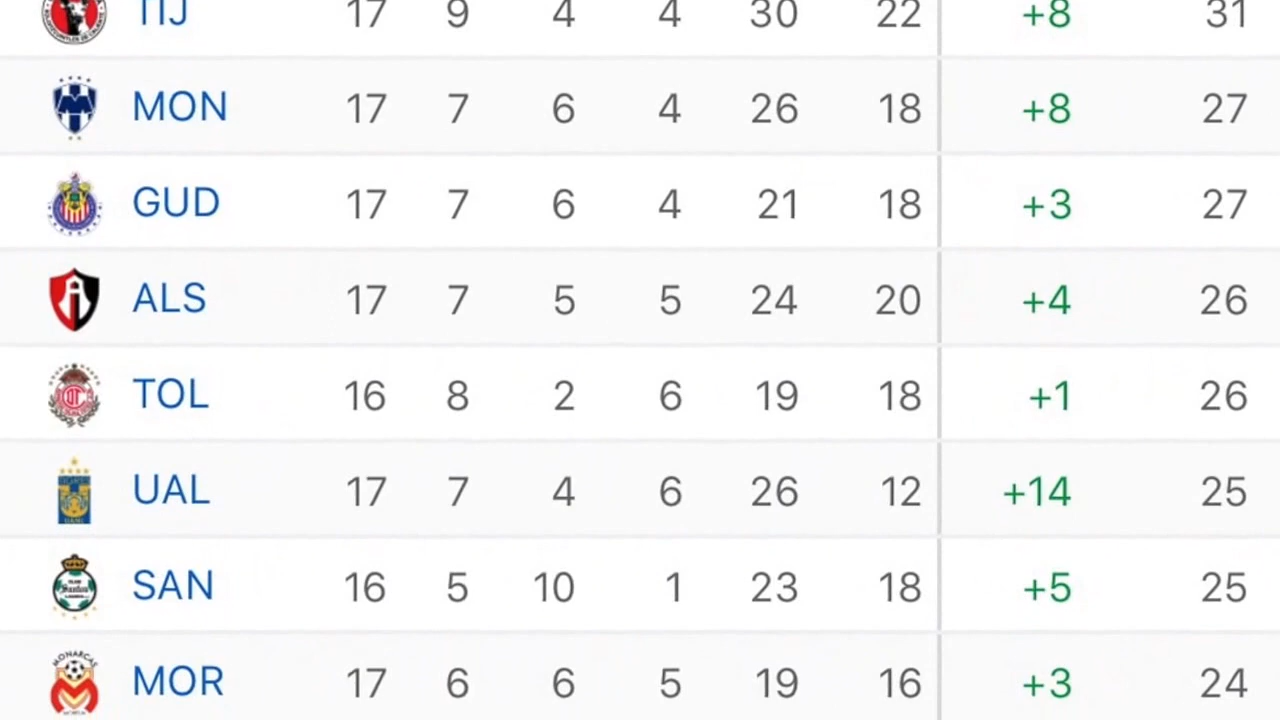 TIJ 17 9 4 4 30 22 +8 31
MON 17 7 6 4 26 18 +8 27
GUD 17 7 6 4 21 18 +3 27
ALS 17 7 5 5 24 20 +4 26
TOL 16 8 2 6 19 18 +1 26
UAL 17 7 4 6 26 12 +14 25
SAN 16 5 10 1 23 18 +5 25
MOR 17 6 6 5 19 16 +3 24